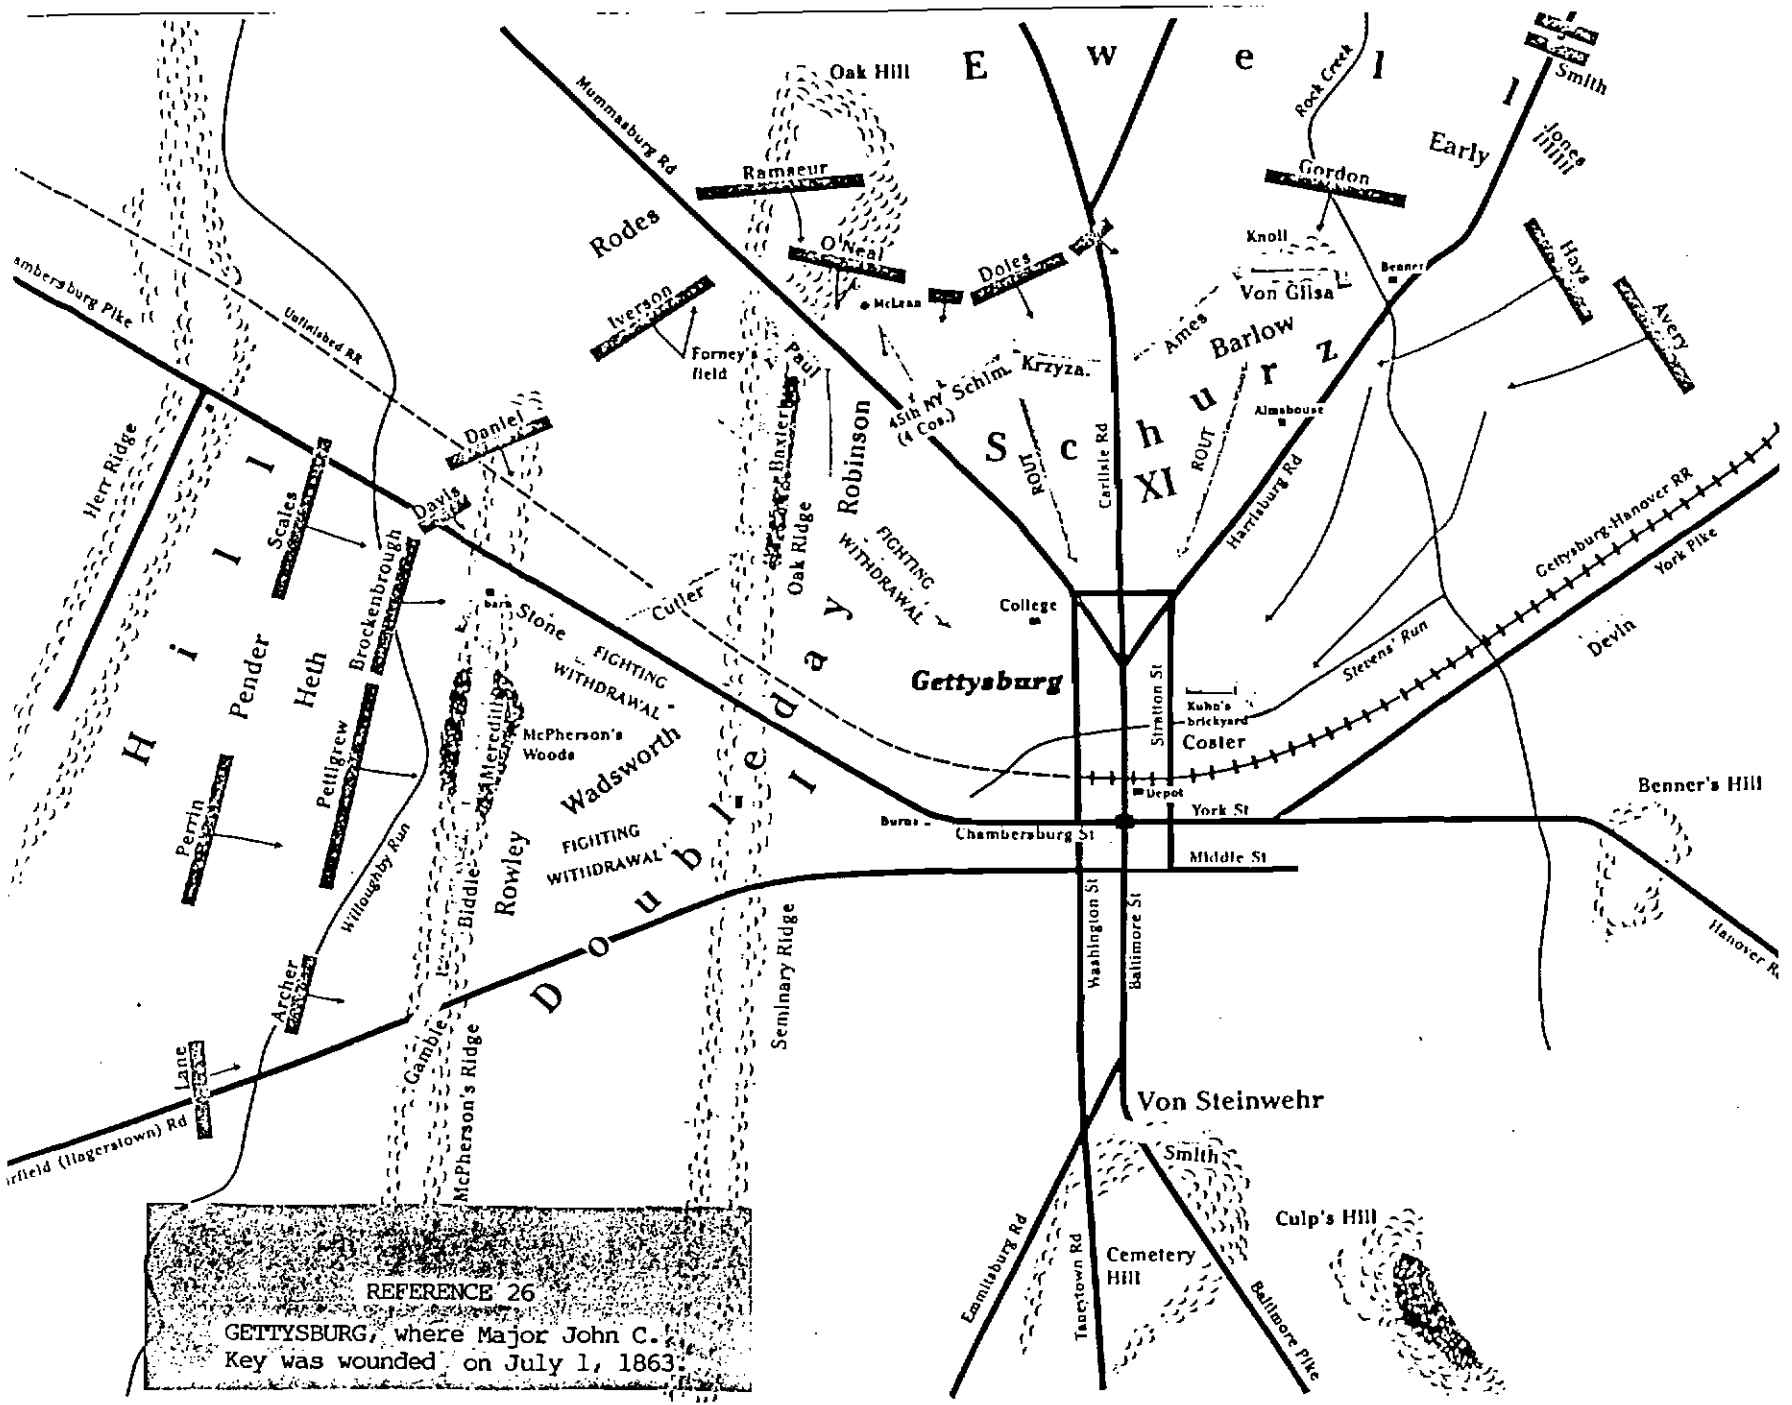 E w e l l
Oak Hill
Rock Creek
Smith
Mummasburg Rd
Early
Jones
Ramseur
Gordon
Rodes
O'Neal
Knoll
Hays
Benner
Doles
McLean
Von Gilsa
Avery
ambersburg Pike
Unfinished RR
Iverson
Ames
Barlow
Forney's
field
Paul
Schim.
Krzyza.
45th NY
(4 Cos.)
S c h u r z
XI
Almshouse
Daniel
Baxter
Robinson
ROUT
Carlisle Rd
ROUT
Harrisburg Rd
Herr Ridge
Scales
Davis
Oak Ridge
FIGHTING
WITHDRAWAL
Gettysburg-Hanover RR
York Pike
Brockenbrough
barn
Stone
Cutler
College
Stevens' Run
Devin
H i l l
Pender
Heth
FIGHTING
WITHDRAWAL
Gettysburg
Stratton St
Kuhn's
brickyard
Coster
Meredith
McPherson's
Woods
Wadsworth
Pettigrew
Perrin
Depot
Benner's Hill
Burns
Chambersburg St
York St
Middle St
FIGHTING
WITHDRAWAL
Rowley
Biddle
Willoughby Run
D o u b l e d a y
I
Washington St
Baltimore St
Hanover R
Seminary Ridge
Archer
Lane
Gamble
McPherson's Ridge
irfield (Hagerstown) Rd
Von Steinwehr
Smith
Culp's Hill
Emmitsburg Rd
Taneytown Rd
Cemetery
Hill
Baltimore Pike
REFERENCE 26
GETTYSBURG, where Major John C.
Key was wounded on July 1, 1863.